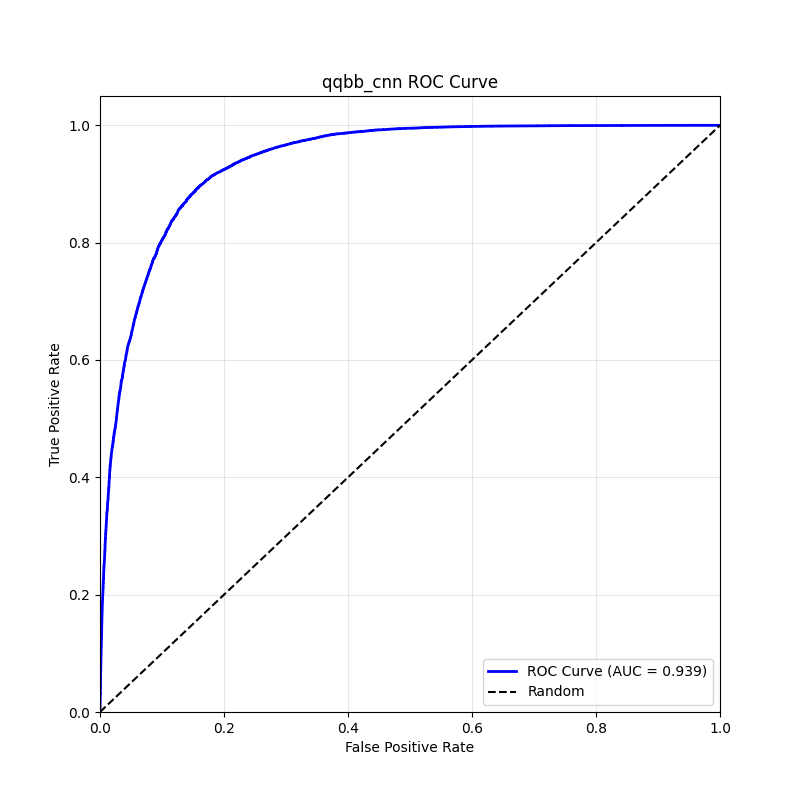 qqbb_cnn ROC Curve
1.0
0.8
0.6
0.4
0.2
0.0
True Positive Rate
ROC Curve (AUC = 0.939)
Random
0.0 0.2 0.4 0.6 0.8 1.0
False Positive Rate